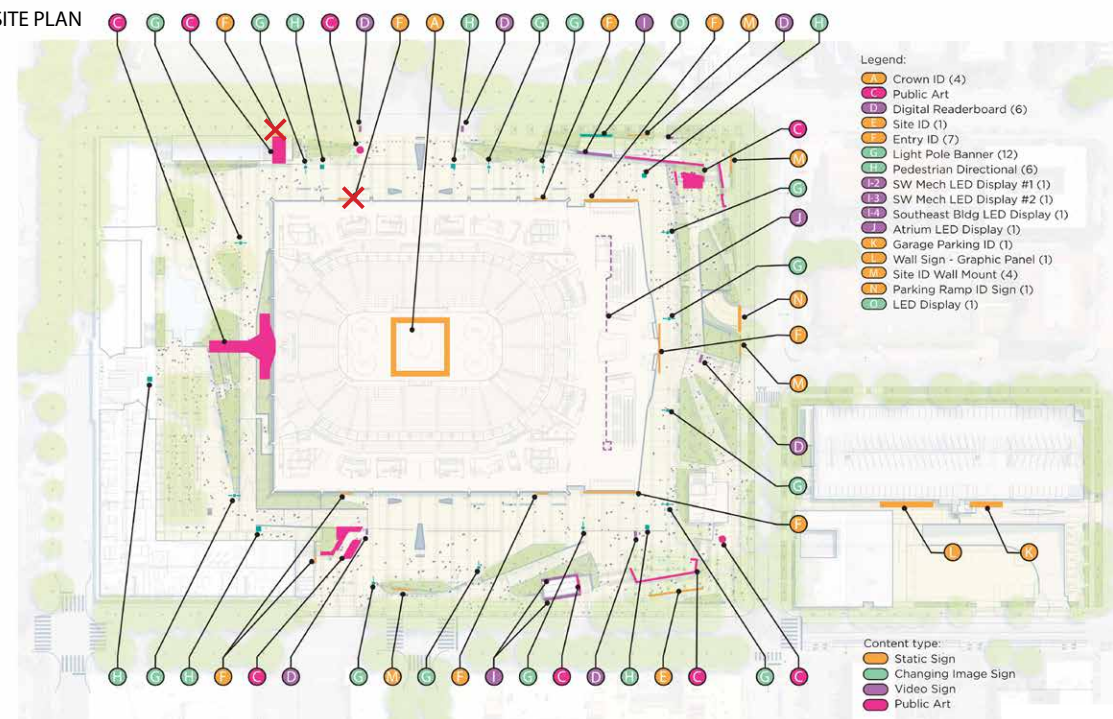 SITE PLAN
C G C F G H C D F A H D G G F I O F M D H
Legend:
A Crown ID (4)
C Public Art
D Digital Readerboard (6)
E Site ID (1)
F Entry ID (7)
G Light Pole Banner (12)
H Pedestrian Directional (6)
I-2 SW Mech LED Display #1 (1)
I-3 SW Mech LED Display #2 (1)
I-4 Southeast Bldg LED Display (1)
J Atrium LED Display (1)
K Garage Parking ID (1)
L Wall Sign - Graphic Panel (1)
M Site ID Wall Mount (4)
N Parking Ramp ID Sign (1)
O LED Display (1)
C
M
G
J
G
N
F
M
D
G
F
L K
H G H F C D G M G F I G C D H E C G C
Content type:
Static Sign
Changing Image Sign
Video Sign
Public Art